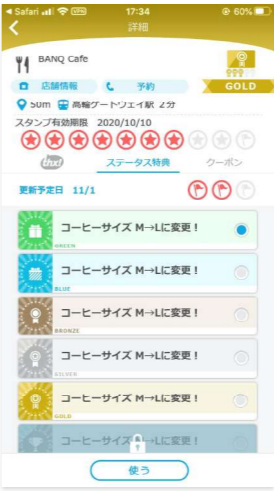 Safari VPN 17:34 60%
詳細
BANQ Cafe
店舗情報 予約 GOLD
50m 高輪ゲートウェイ駅 2分
スタンプ有効期限 2020/10/10
thx! ステータス特典 クーポン
更新予定日 11/1
コーヒーサイズ M→Lに変更！
GREEN
コーヒーサイズ M→Lに変更！
BLUE
コーヒーサイズ M→Lに変更！
BRONZE
コーヒーサイズ M→Lに変更！
SILVER
コーヒーサイズ M→Lに変更！
GOLD
コーヒーサイズ Lに変更！
使う